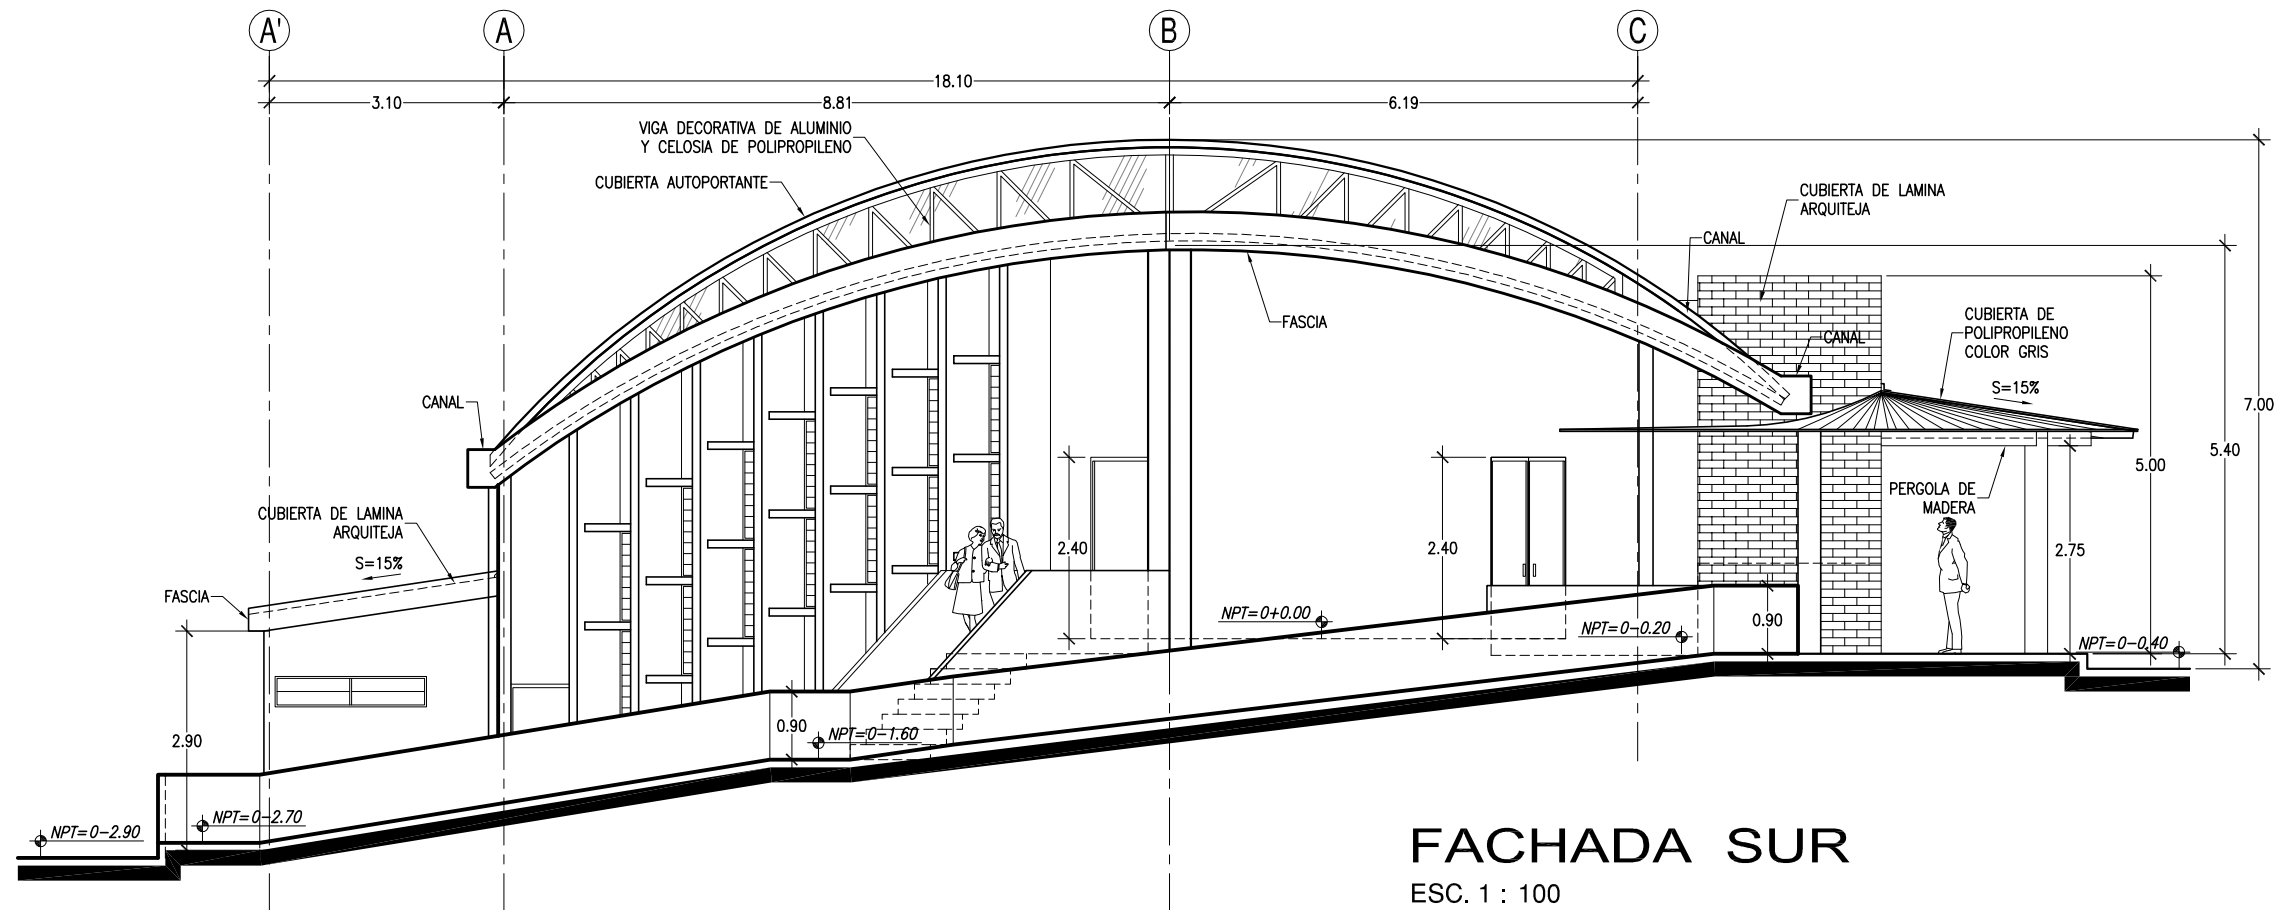 A'
A
B
C
18.10
3.10
8.81
6.19
VIGA DECORATIVA DE ALUMINIO
Y CELOSIA DE POLIPROPILENO
CUBIERTA AUTOPORTANTE
CUBIERTA DE LAMINA
ARQUITEJA
CANAL
FASCIA
CUBIERTA DE
POLIPROPILENO
COLOR GRIS
CANAL
S=15%
CANAL
7.00
5.40
5.00
PERGOLA DE
MADERA
CUBIERTA DE LAMINA
ARQUITEJA
S=15%
FASCIA
2.40
2.40
2.75
NPT=0+0.00
0.90
NPT=0-0.20
NPT=0-0.40
2.90
0.90
NPT=0-1.60
NPT=0-2.70
NPT=0-2.90
FACHADA SUR
ESC. 1 : 100